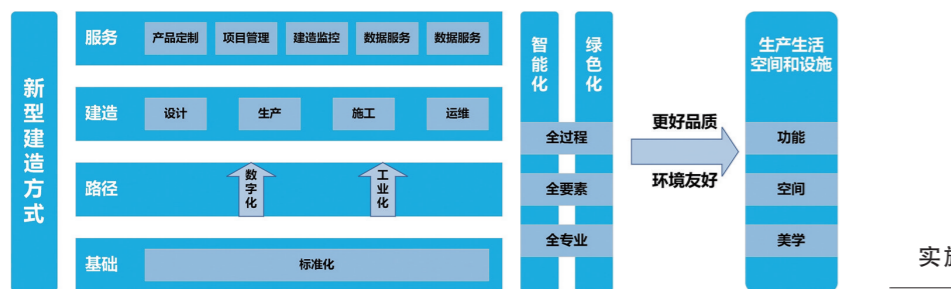 新型建造方式
服务 产品定制 项目管理 建造监控 数据服务 数据服务
建造 设计 生产 施工 运维
路径 数字化 工业化
基础 标准化
智能化 绿色化
全过程
全要素
全专业
更好品质
环境友好
生产生活
空间和设施
功能
空间
美学
实施